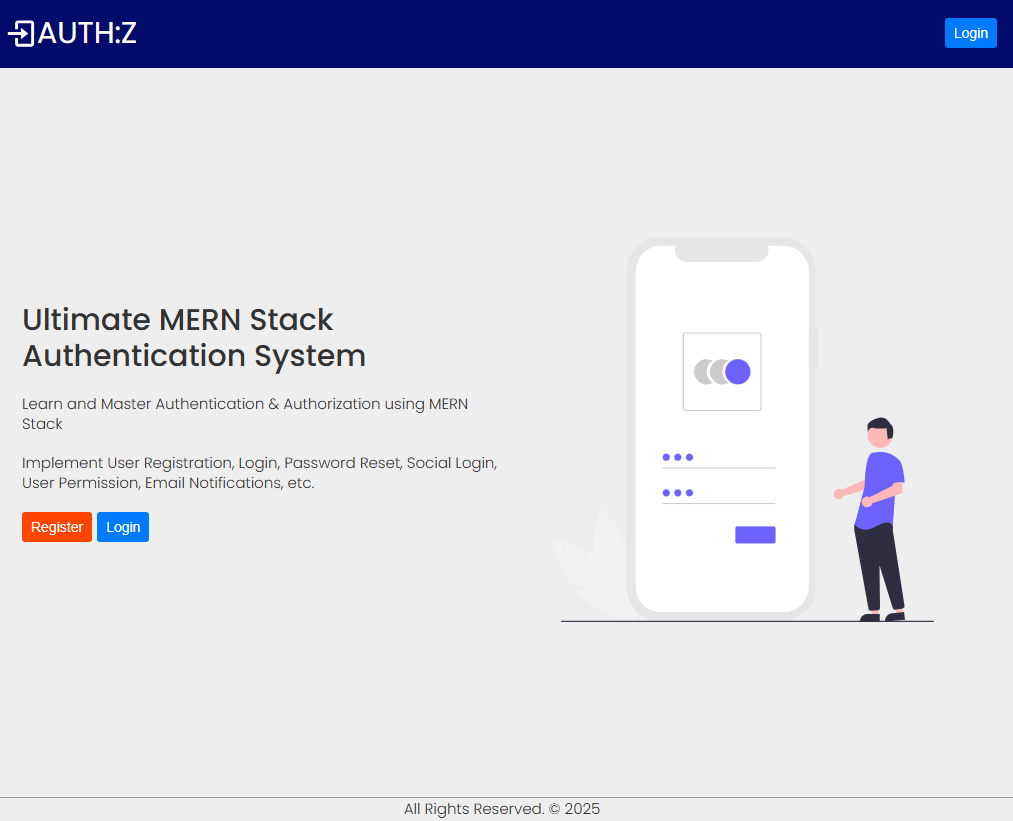 AUTH:Z
Login
Ultimate MERN Stack
Authentication System
Learn and Master Authentication & Authorization using MERN
Stack
Implement User Registration, Login, Password Reset, Social Login,
User Permission, Email Notifications, etc.
Register
Login
All Rights Reserved. © 2025